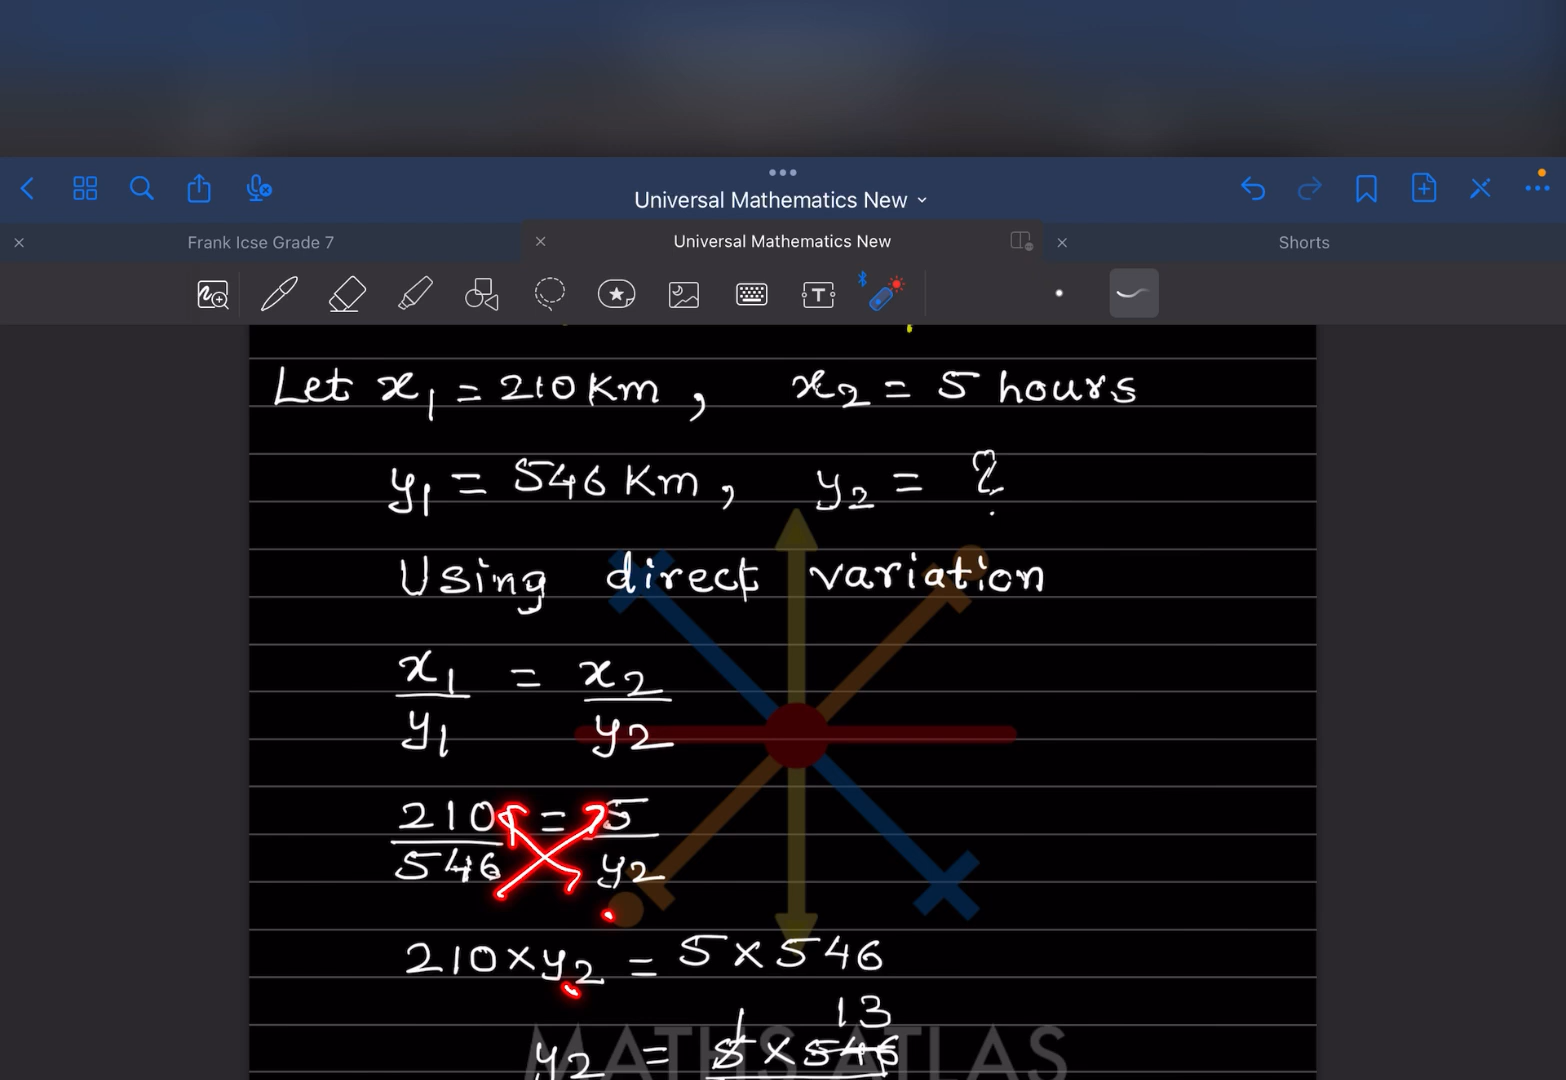 Universal Mathematics New
Frank Icse Grade 7
Universal Mathematics New
Shorts
Let x₁ = 210 Km, x₂ = 5 hours
y₁ = 546 Km, y₂ = ?
Using direct variation
x₁/y₁ = x₂/y₂
210/546 = 5/y₂
210 × y₂ = 5 × 546
1 13
y₂ = 5 × 546
MATHS ATLAS